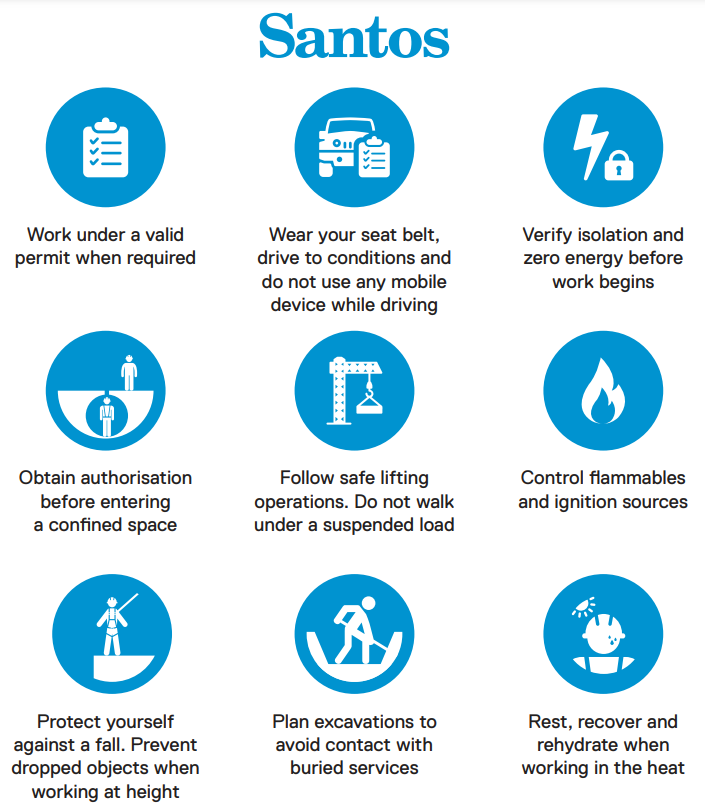 Santos
Work under a valid
permit when required
Wear your seat belt,
drive to conditions and
do not use any mobile
device while driving
Verify isolation and
zero energy before
work begins
Obtain authorisation
before entering
a confined space
Follow safe lifting
operations. Do not walk
under a suspended load
Control flammables
and ignition sources
Protect yourself
against a fall. Prevent
dropped objects when
working at height
Plan excavations to
avoid contact with
buried services
Rest, recover and
rehydrate when
working in the heat